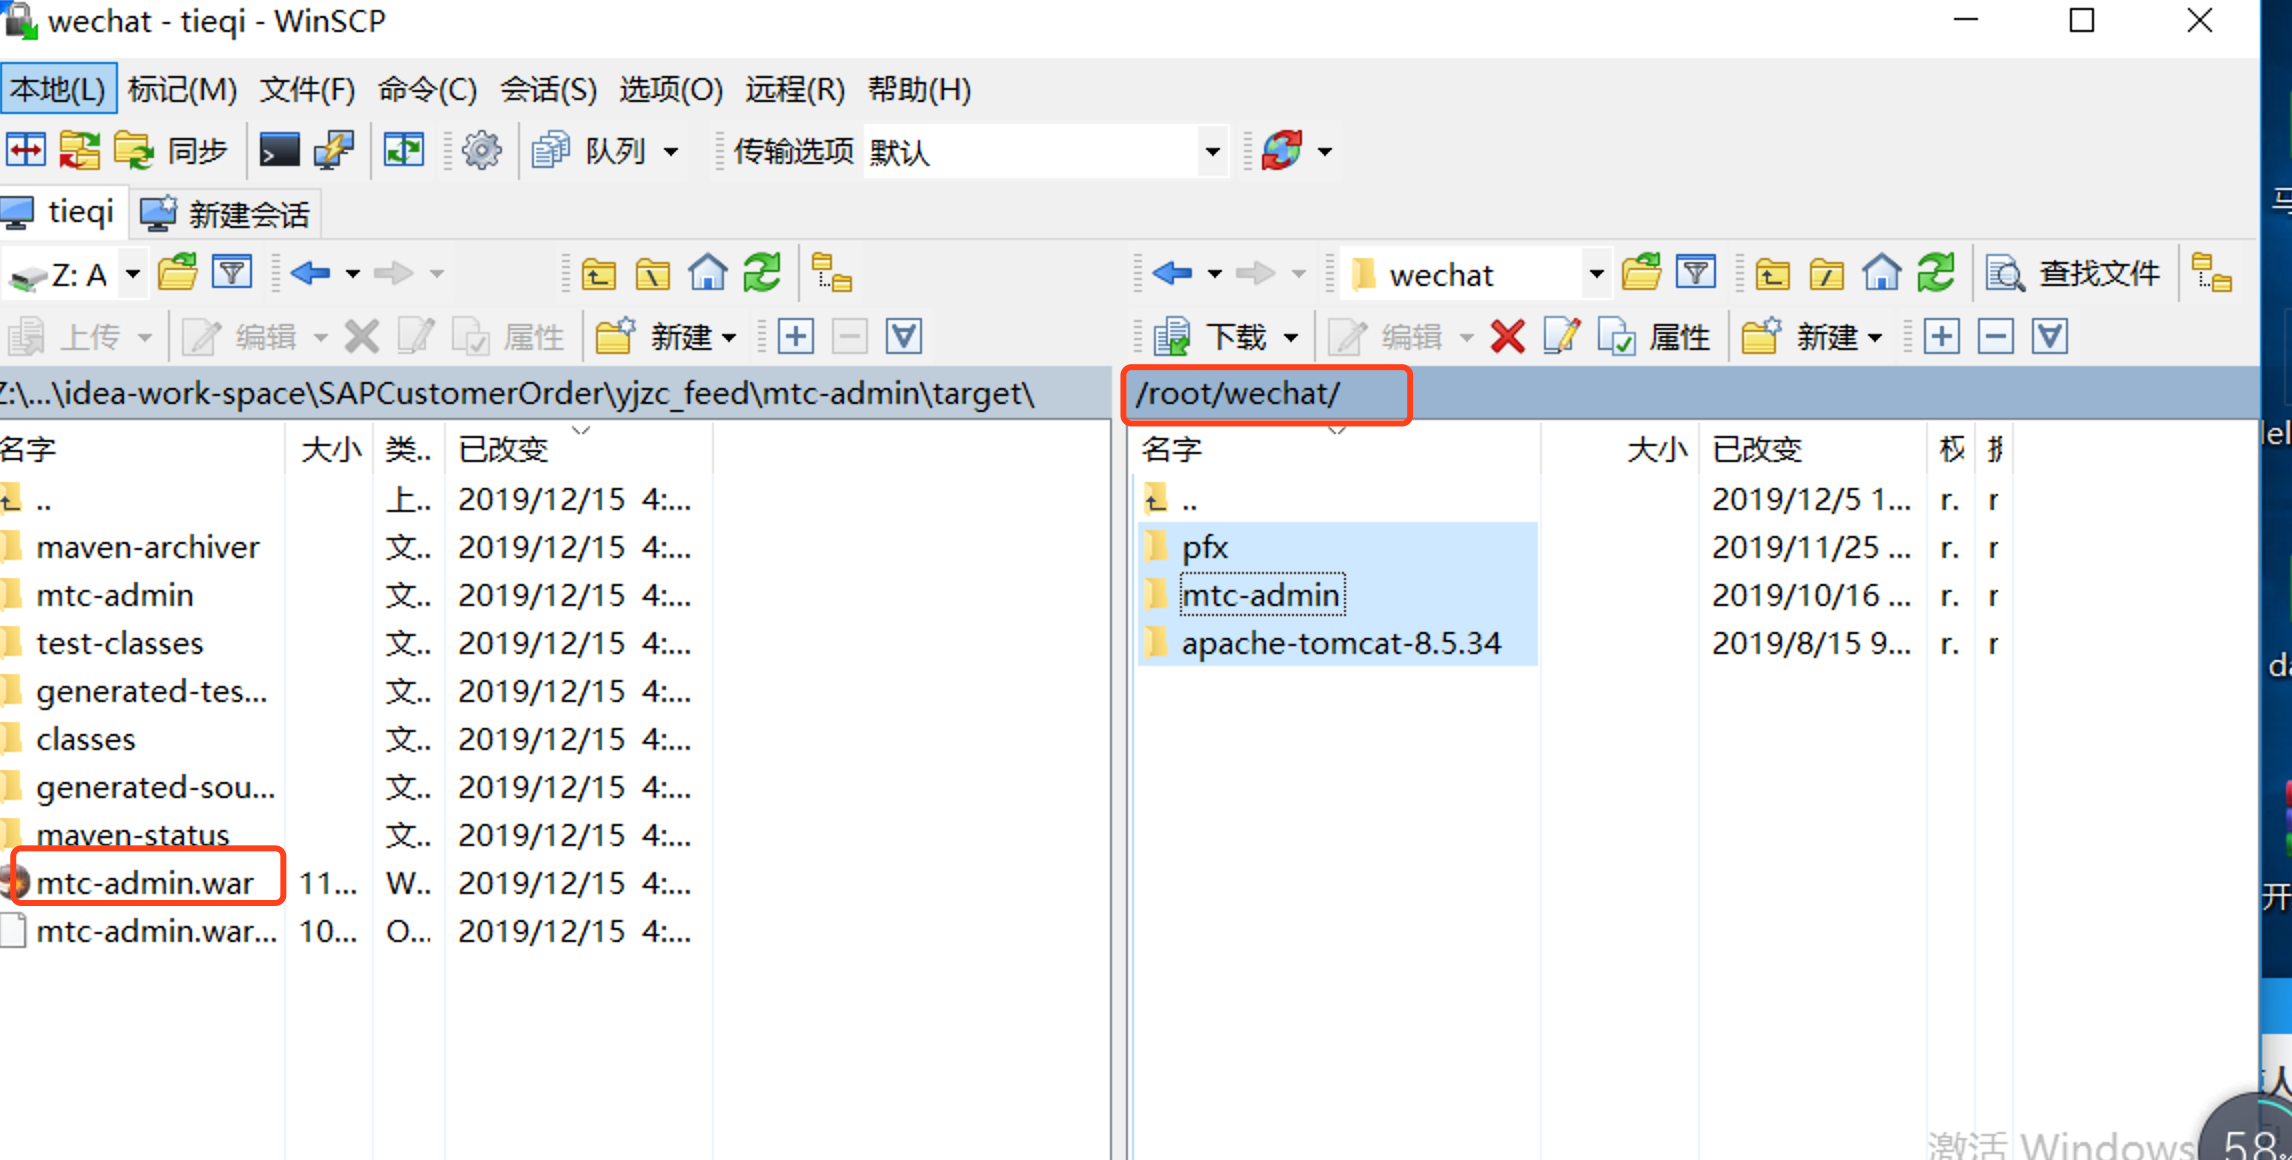 wechat - tieqi - WinSCP
本地(L) 标记(M) 文件(F) 命令(C) 会话(S) 选项(O) 远程(R) 帮助(H)
同步 队列 传输选项 默认
tieqi 新建会话
Z: A wechat 查找文件
上传 编辑 属性 新建 下载 编辑 属性 新建
Z:\...\idea-work-space\SAPCustomerOrder\yjzc_feed\mtc-admin\target\ /root/wechat/
名字 大小 类.. 已改变
.. 上.. 2019/12/15 4:...
maven-archiver 文.. 2019/12/15 4:...
mtc-admin 文.. 2019/12/15 4:...
test-classes 文.. 2019/12/15 4:...
generated-tes... 文.. 2019/12/15 4:...
classes 文.. 2019/12/15 4:...
generated-sou... 文.. 2019/12/15 4:...
maven-status 文.. 2019/12/15 4:...
mtc-admin.war 11... W.. 2019/12/15 4:...
mtc-admin.war... 10... O... 2019/12/15 4:...
名字 大小 已改变 权
.. 2019/12/5 1... r. r
pfx 2019/11/25 ... r. r
mtc-admin 2019/10/16 ... r. r
apache-tomcat-8.5.34 2019/8/15 9... r. r
激活 Windows
58
开
人